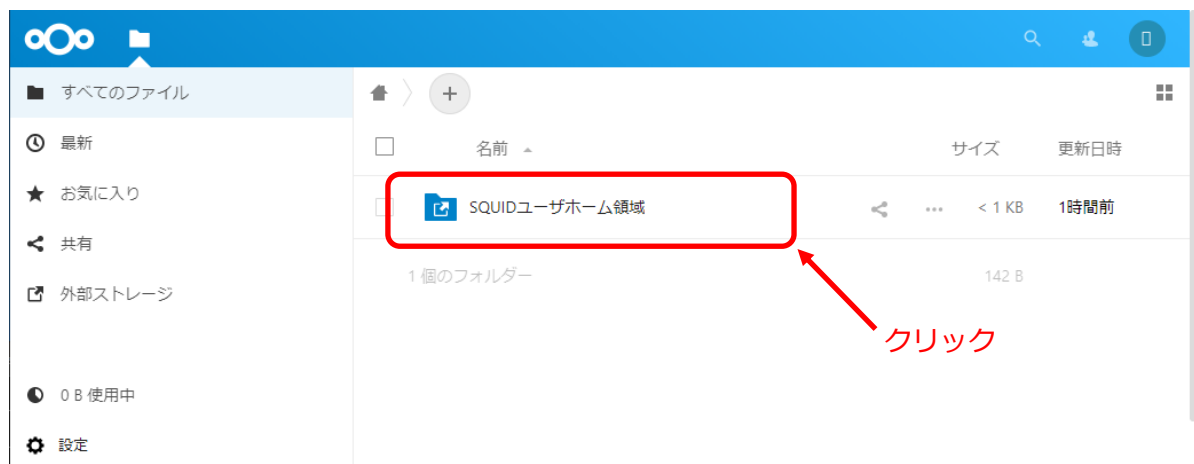 すべてのファイル
最新
お気に入り
共有
外部ストレージ
0 B 使用中
設定
名前 サイズ 更新日時
SQUIDユーザホーム領域 < 1 KB 1時間前
1 個のフォルダー 142 B
クリック